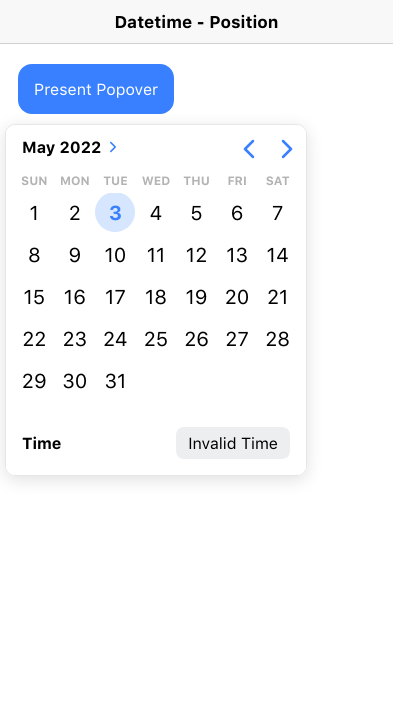 Datetime - Position
Present Popover
May 2022
SUN MON TUE WED THU FRI SAT
1 2 3 4 5 6 7
8 9 10 11 12 13 14
15 16 17 18 19 20 21
22 23 24 25 26 27 28
29 30 31
Time Invalid Time